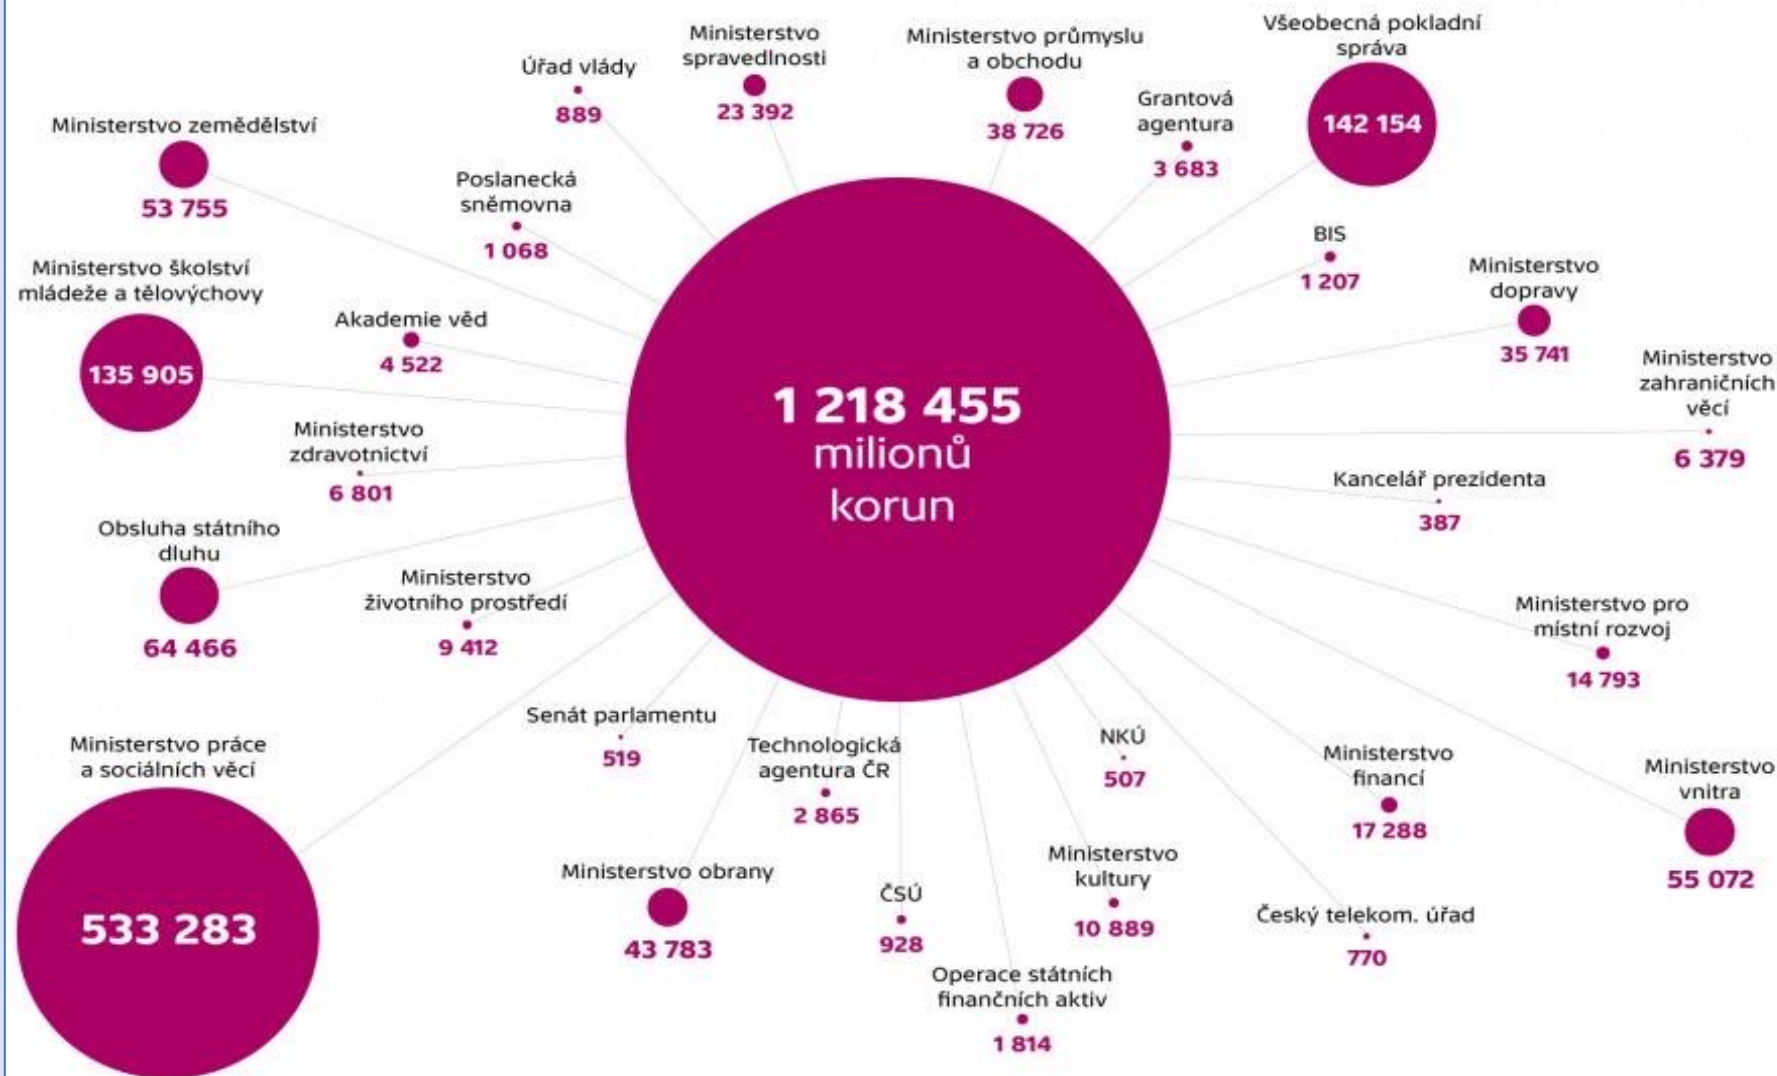 Všeobecná pokladní
správa
142 154
Ministerstvo
spravedlnosti
23 392
Ministerstvo průmyslu
a obchodu
38 726
Úřad vlády
889
Grantová
agentura
3 683
Ministerstvo zemědělství
53 755
Poslanecká
sněmovna
1 068
BIS
1 207
Ministerstvo školství
mládeže a tělovýchovy
135 905
Ministerstvo
dopravy
35 741
Akademie věd
4 522
Ministerstvo
zahraničních
věcí
6 379
1 218 455
milionů
korun
Ministerstvo
zdravotnictví
6 801
Kancelář prezidenta
387
Obsluha státního
dluhu
64 466
Ministerstvo
životního prostředí
9 412
Ministerstvo pro
místní rozvoj
14 793
Senát parlamentu
519
Ministerstvo práce
a sociálních věcí
533 283
Technologická
agentura ČR
2 865
NKÚ
507
Ministerstvo
financí
17 288
Ministerstvo
vnitra
55 072
Ministerstvo obrany
43 783
ČSÚ
928
Ministerstvo
kultury
10 889
Český telekom. úřad
770
Operace státních
finančních aktiv
1 814